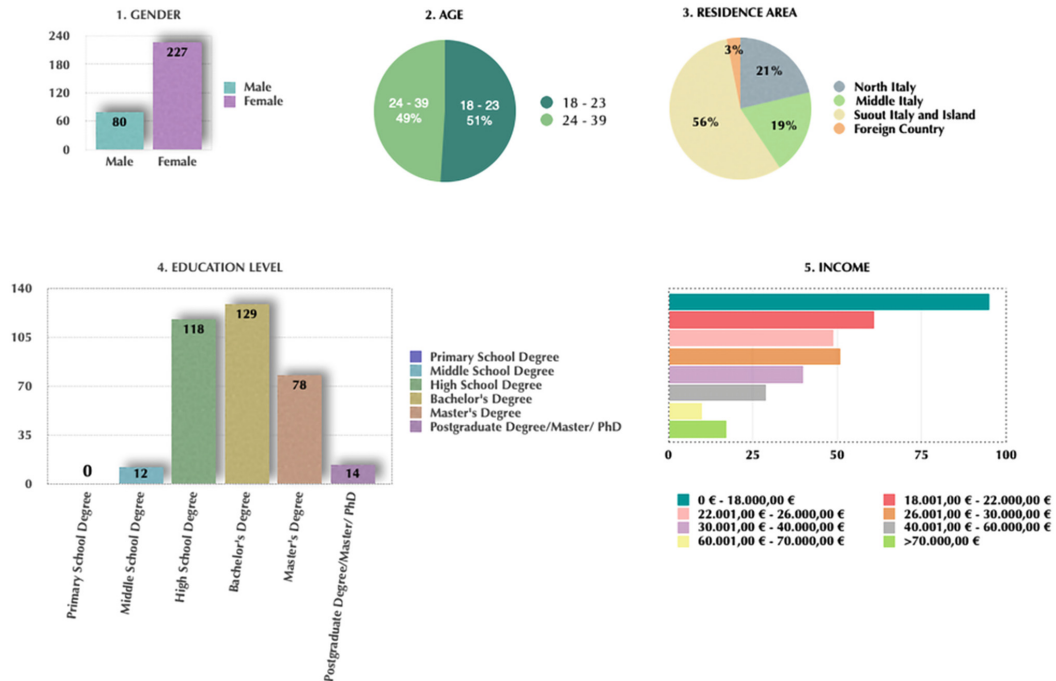 1. GENDER
240
180
120
60
0
80
227
Male
Female
Male
Female
2. AGE
24 - 39
49%
18 - 23
51%
18 - 23
24 - 39
3. RESIDENCE AREA
3%
21%
19%
56%
North Italy
Middle Italy
Suout Italy and Island
Foreign Country
4. EDUCATION LEVEL
140
105
70
35
0
0
12
118
129
78
14
Primary School Degree
Middle School Degree
High School Degree
Bachelor's Degree
Master's Degree
Postgraduate Degree/Master/ PhD
Primary School Degree
Middle School Degree
High School Degree
Bachelor's Degree
Master's Degree
Postgraduate Degree/Master/ PhD
5. INCOME
0 25 50 75 100
0 € - 18.000,00 €
18.001,00 € - 22.000,00 €
22.001,00 € - 26.000,00 €
26.001,00 € - 30.000,00 €
30.001,00 € - 40.000,00 €
40.001,00 € - 60.000,00 €
60.001,00 € - 70.000,00 €
>70.000,00 €